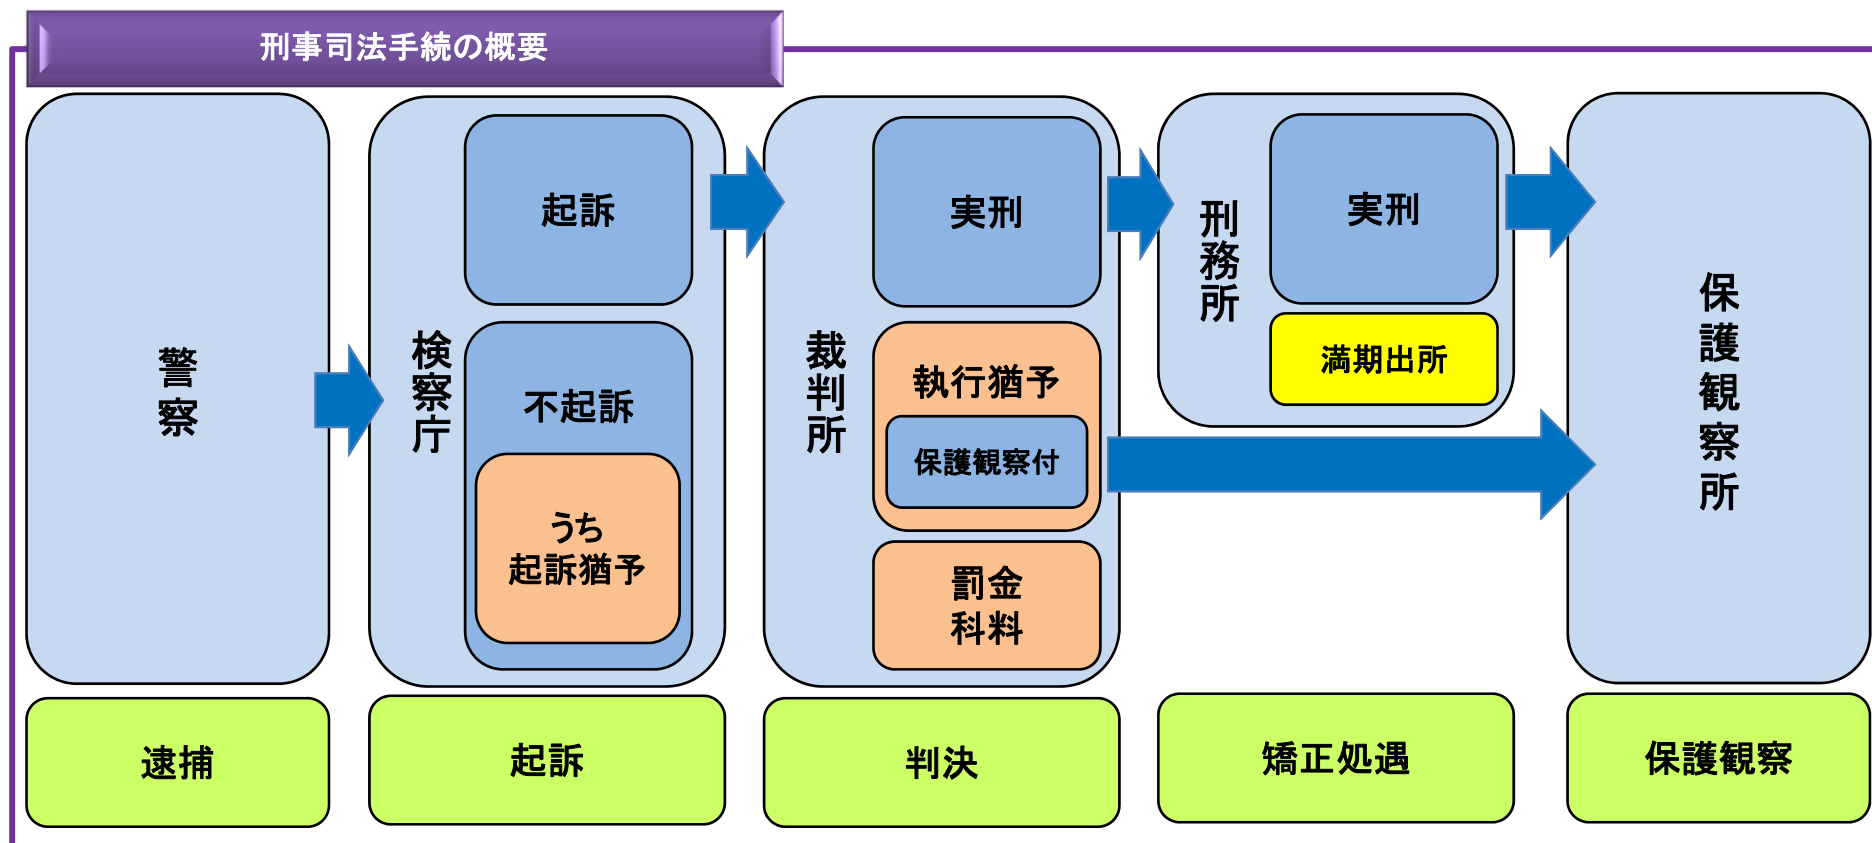 刑事司法手続の概要
警察
検察庁
起訴
不起訴
うち
起訴猶予
裁判所
実刑
執行猶予
保護観察付
罰金
科料
刑務所
実刑
満期出所
保護観察所
逮捕
起訴
判決
矯正処遇
保護観察